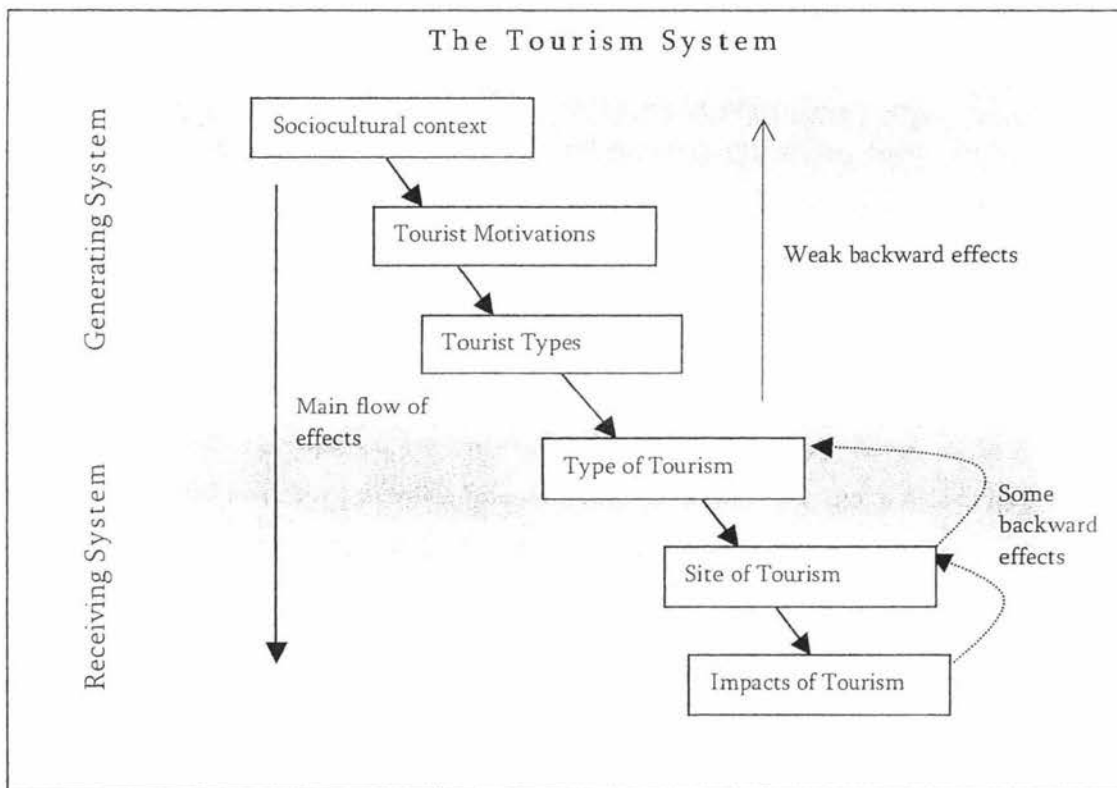 The Tourism System
Generating System
Sociocultural context
Tourist Motivations
Weak backward effects
Tourist Types
Main flow of
effects
Receiving System
Type of Tourism
Some
backward
effects
Site of Tourism
Impacts of Tourism